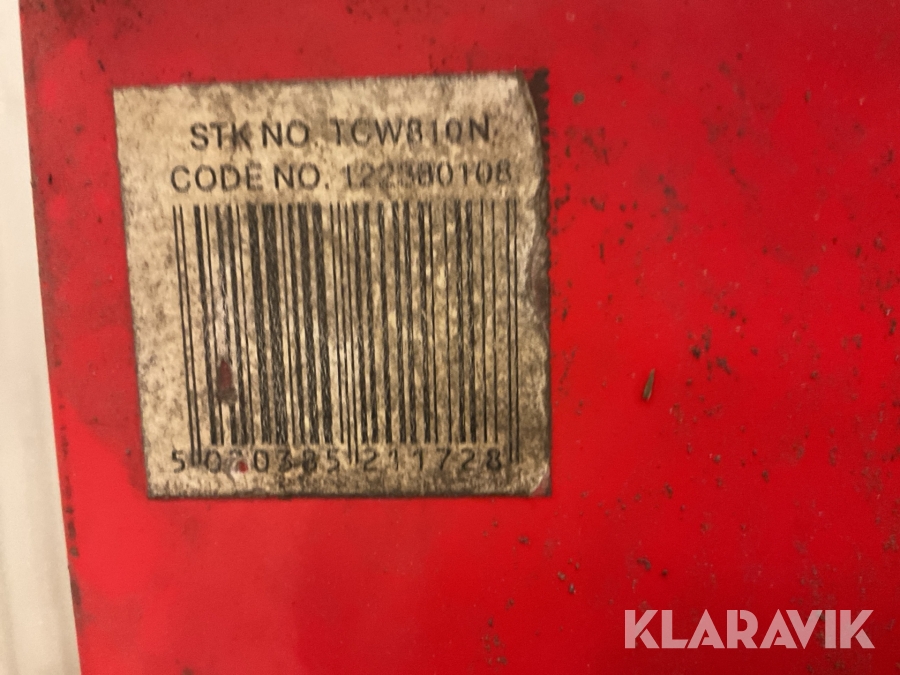 STK NO. TCW810N
CODE NO. 122380108
5 020385 211728
KLARAVIK